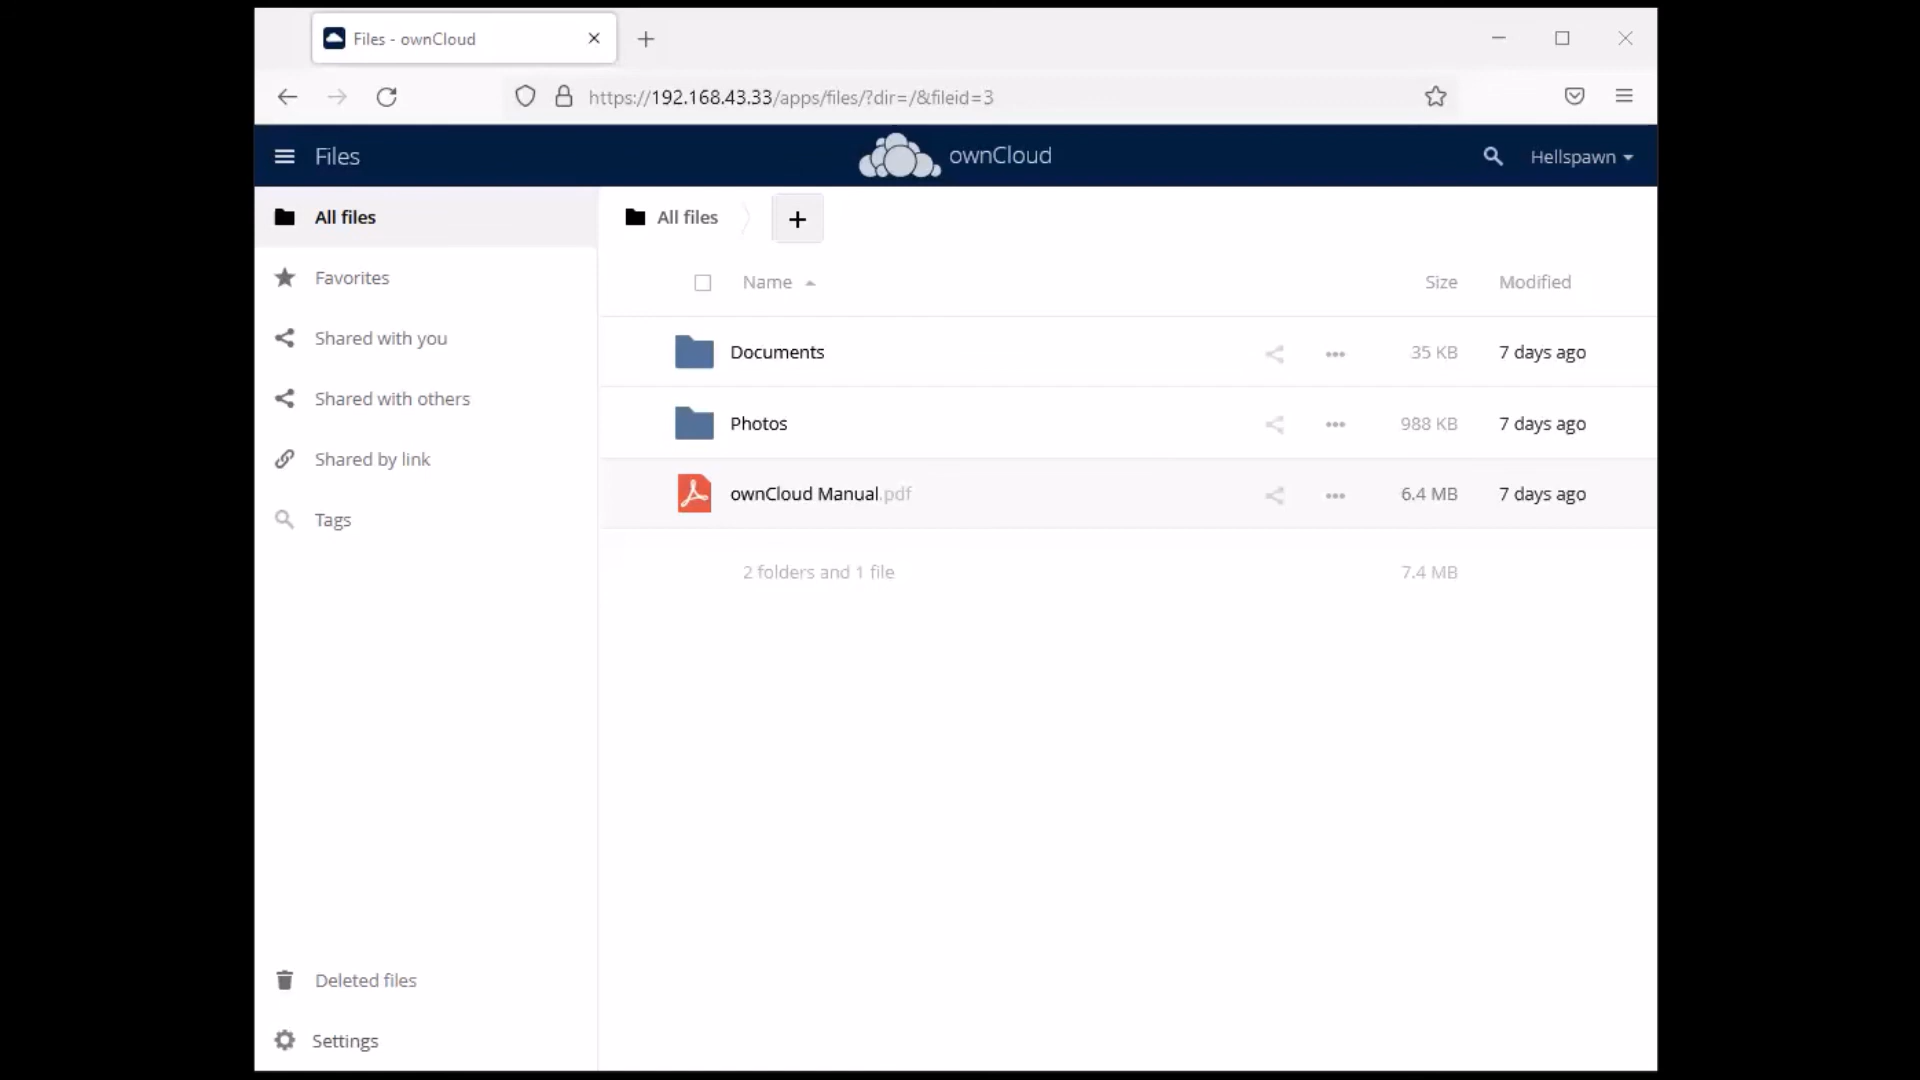 Files - ownCloud
https://192.168.43.33/apps/files/?dir=/&fileid=3
Files
ownCloud
Hellspawn
All files
Favorites
Shared with you
Shared with others
Shared by link
Tags
Deleted files
Settings
All files
+
Name Size Modified
Documents 35 KB 7 days ago
Photos 988 KB 7 days ago
ownCloud Manual.pdf 6.4 MB 7 days ago
2 folders and 1 file 7.4 MB